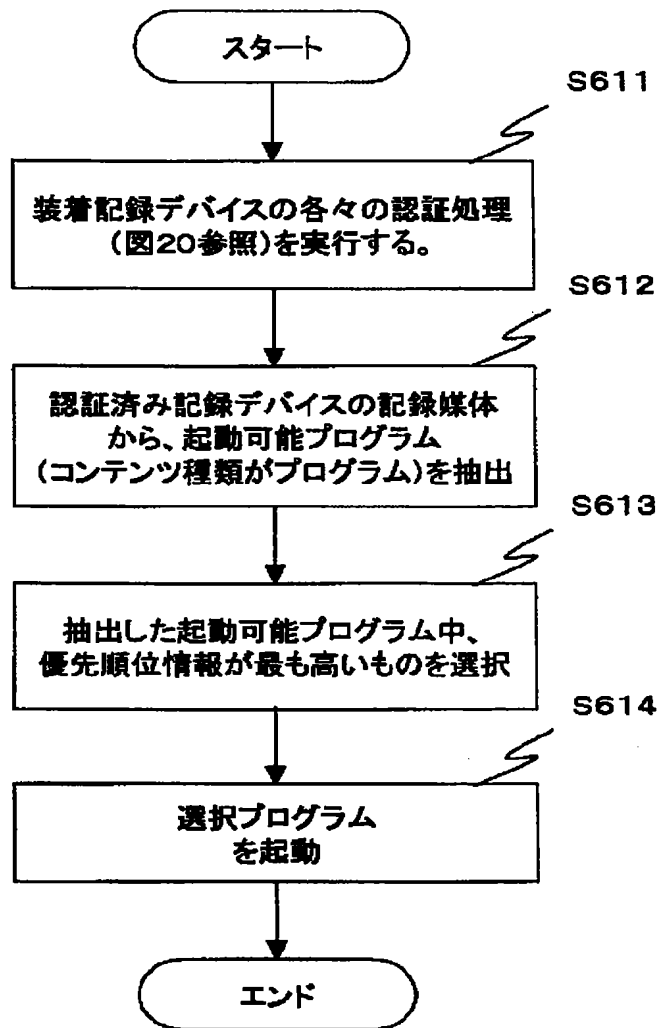 スタート
S611
装着記録デバイスの各々の認証処理
(図20参照)を実行する。
S612
認証済み記録デバイスの記録媒体
から、起動可能プログラム
(コンテンツ種類がプログラム)を抽出
S613
抽出した起動可能プログラム中、
優先順位情報が最も高いものを選択
S614
選択プログラム
を起動
エンド